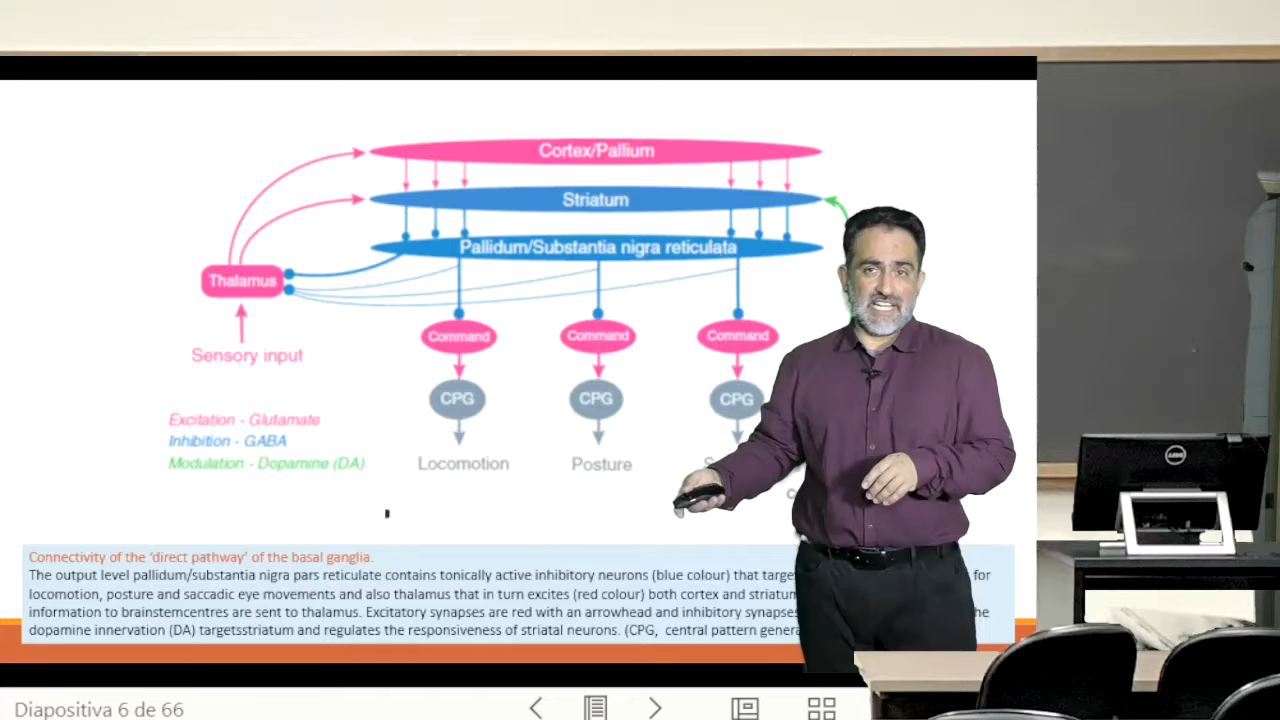 Cortex/Pallium
Striatum
Pallidum/Substantia nigra reticulata
Thalamus
Command
Command
Command
Sensory input
CPG
CPG
CPG
Excitation - Glutamate
Inhibition - GABA
Modulation - Dopamine (DA)
Locomotion
Posture
Connectivity of the 'direct pathway' of the basal ganglia.
The output level pallidum/substantia nigra pars reticulate contains tonically active inhibitory neurons (blue colour) that for
locomotion, posture and saccadic eye movements and also thalamus that in turn excites (red colour) both cortex and
information to brainstemcentres are sent to thalamus. Excitatory synapses are red with an arrowhead and inhibitory
dopamine innervation (DA) targetsstriatum and regulates the responsiveness of striatal neurons. (CPG, central pattern
Diapositiva 6 de 66
DELL